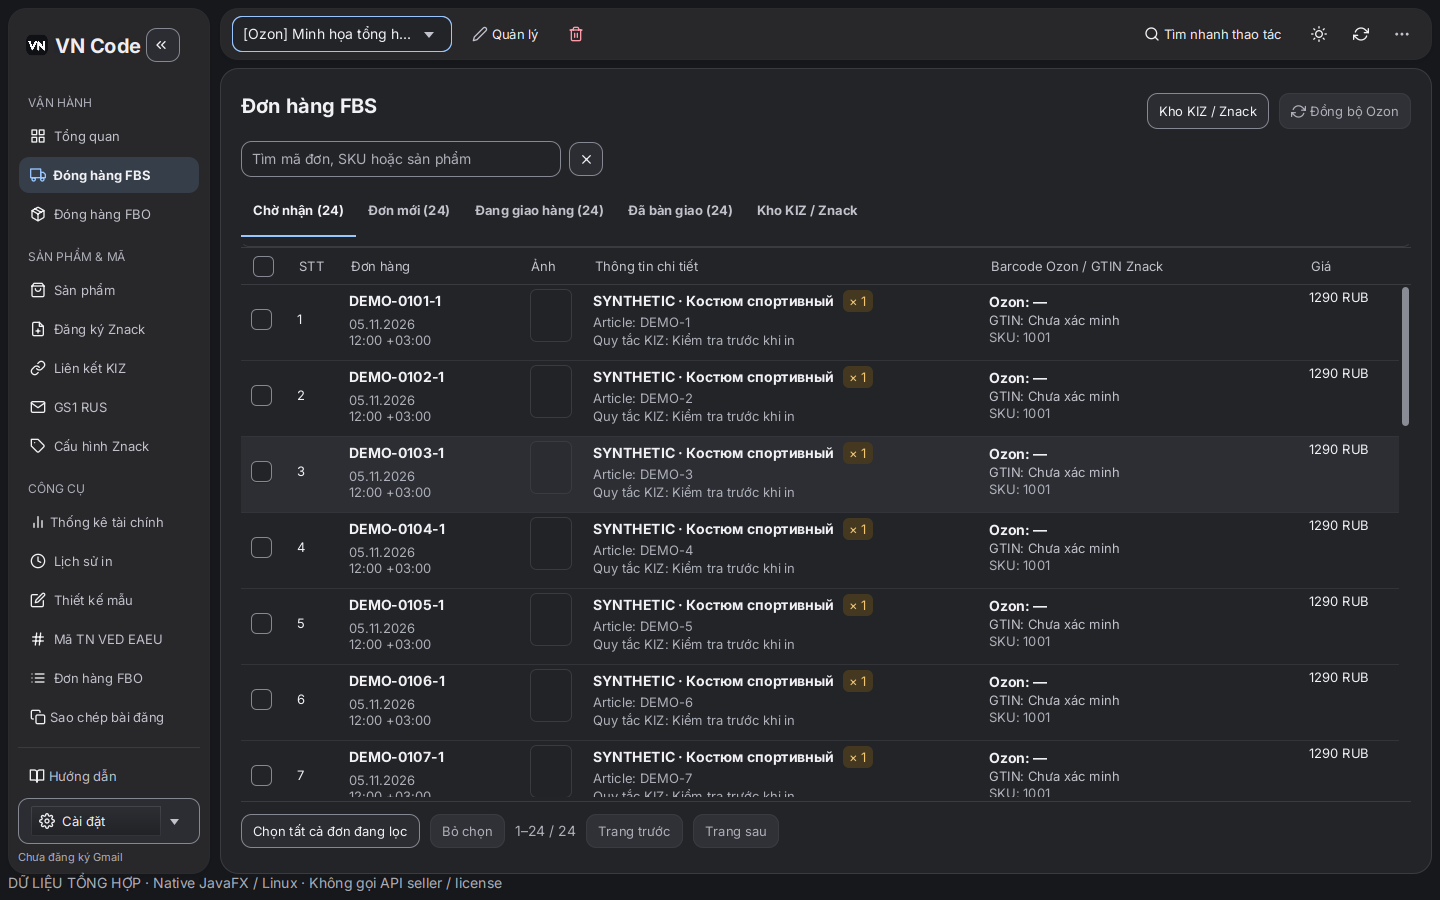 VN VN Code
[Ozon] Minh họa tổng h...
Quản lý
Tìm nhanh thao tác
VẬN HÀNH
Tổng quan
Đóng hàng FBS
Đóng hàng FBO
SẢN PHẨM & MÃ
Sản phẩm
Đăng ký Znack
Liên kết KIZ
GS1 RUS
Cấu hình Znack
CÔNG CỤ
Thống kê tài chính
Lịch sử in
Thiết kế mẫu
Mã TN VED EAEU
Đơn hàng FBO
Sao chép bài đăng
Hướng dẫn
Cài đặt
Chưa đăng ký Gmail
Đơn hàng FBS
Kho KIZ / Znack
Đồng bộ Ozon
Tìm mã đơn, SKU hoặc sản phẩm
Chờ nhận (24)
Đơn mới (24)
Đang giao hàng (24)
Đã bàn giao (24)
Kho KIZ / Znack
STT
Đơn hàng
Ảnh
Thông tin chi tiết
Barcode Ozon / GTIN Znack
Giá
1
DEMO-0101-1
05.11.2026
12:00 +03:00
SYNTHETIC · Костюм спортивный × 1
Article: DEMO-1
Quy tắc KIZ: Kiểm tra trước khi in
Ozon: —
GTIN: Chưa xác minh
SKU: 1001
1290 RUB
2
DEMO-0102-1
05.11.2026
12:00 +03:00
SYNTHETIC · Костюм спортивный × 1
Article: DEMO-2
Quy tắc KIZ: Kiểm tra trước khi in
Ozon: —
GTIN: Chưa xác minh
SKU: 1001
1290 RUB
3
DEMO-0103-1
05.11.2026
12:00 +03:00
SYNTHETIC · Костюм спортивный × 1
Article: DEMO-3
Quy tắc KIZ: Kiểm tra trước khi in
Ozon: —
GTIN: Chưa xác minh
SKU: 1001
1290 RUB
4
DEMO-0104-1
05.11.2026
12:00 +03:00
SYNTHETIC · Костюм спортивный × 1
Article: DEMO-4
Quy tắc KIZ: Kiểm tra trước khi in
Ozon: —
GTIN: Chưa xác minh
SKU: 1001
1290 RUB
5
DEMO-0105-1
05.11.2026
12:00 +03:00
SYNTHETIC · Костюм спортивный × 1
Article: DEMO-5
Quy tắc KIZ: Kiểm tra trước khi in
Ozon: —
GTIN: Chưa xác minh
SKU: 1001
1290 RUB
6
DEMO-0106-1
05.11.2026
12:00 +03:00
SYNTHETIC · Костюм спортивный × 1
Article: DEMO-6
Quy tắc KIZ: Kiểm tra trước khi in
Ozon: —
GTIN: Chưa xác minh
SKU: 1001
1290 RUB
7
DEMO-0107-1
05.11.2026
12:00 +03:00
SYNTHETIC · Костюм спортивный × 1
Article: DEMO-7
Quy tắc KIZ: Kiểm tra trước khi in
Ozon: —
GTIN: Chưa xác minh
SKU: 1001
1290 RUB
Chọn tất cả đơn đang lọc
Bỏ chọn
1–24 / 24
Trang trước
Trang sau
DỮ LIỆU TỔNG HỢP · Native JavaFX / Linux · Không gọi API seller / license